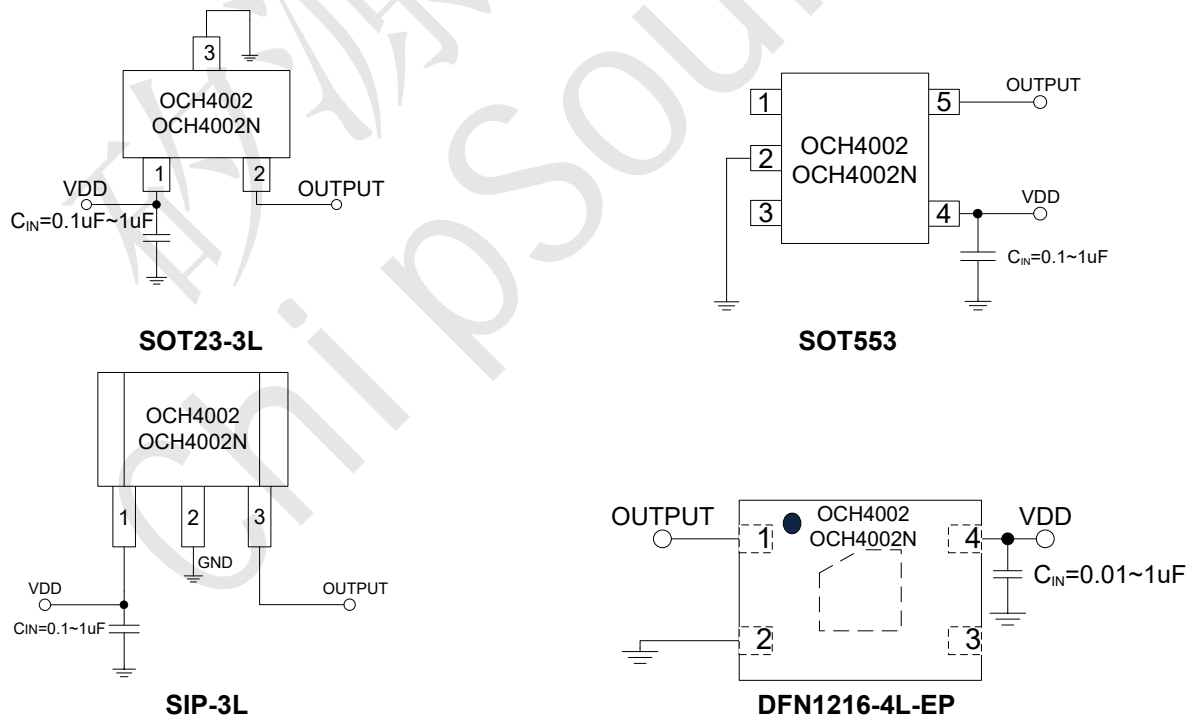 3
OCH4002
OCH4002N
1
2
VDD
OUTPUT
CIN=0.1uF~1uF
SOT23-3L
1
5
OUTPUT
OCH4002
2
OCH4002N
VDD
3
4
CIN=0.1~1uF
SOT553
OCH4002
OCH4002N
1
2
3
GND
VDD
OUTPUT
CIN=0.1~1uF
SIP-3L
OUTPUT
OCH4002
VDD
1
OCH4002N
4
CIN=0.01~1uF
2
3
DFN1216-4L-EP
Chipsou